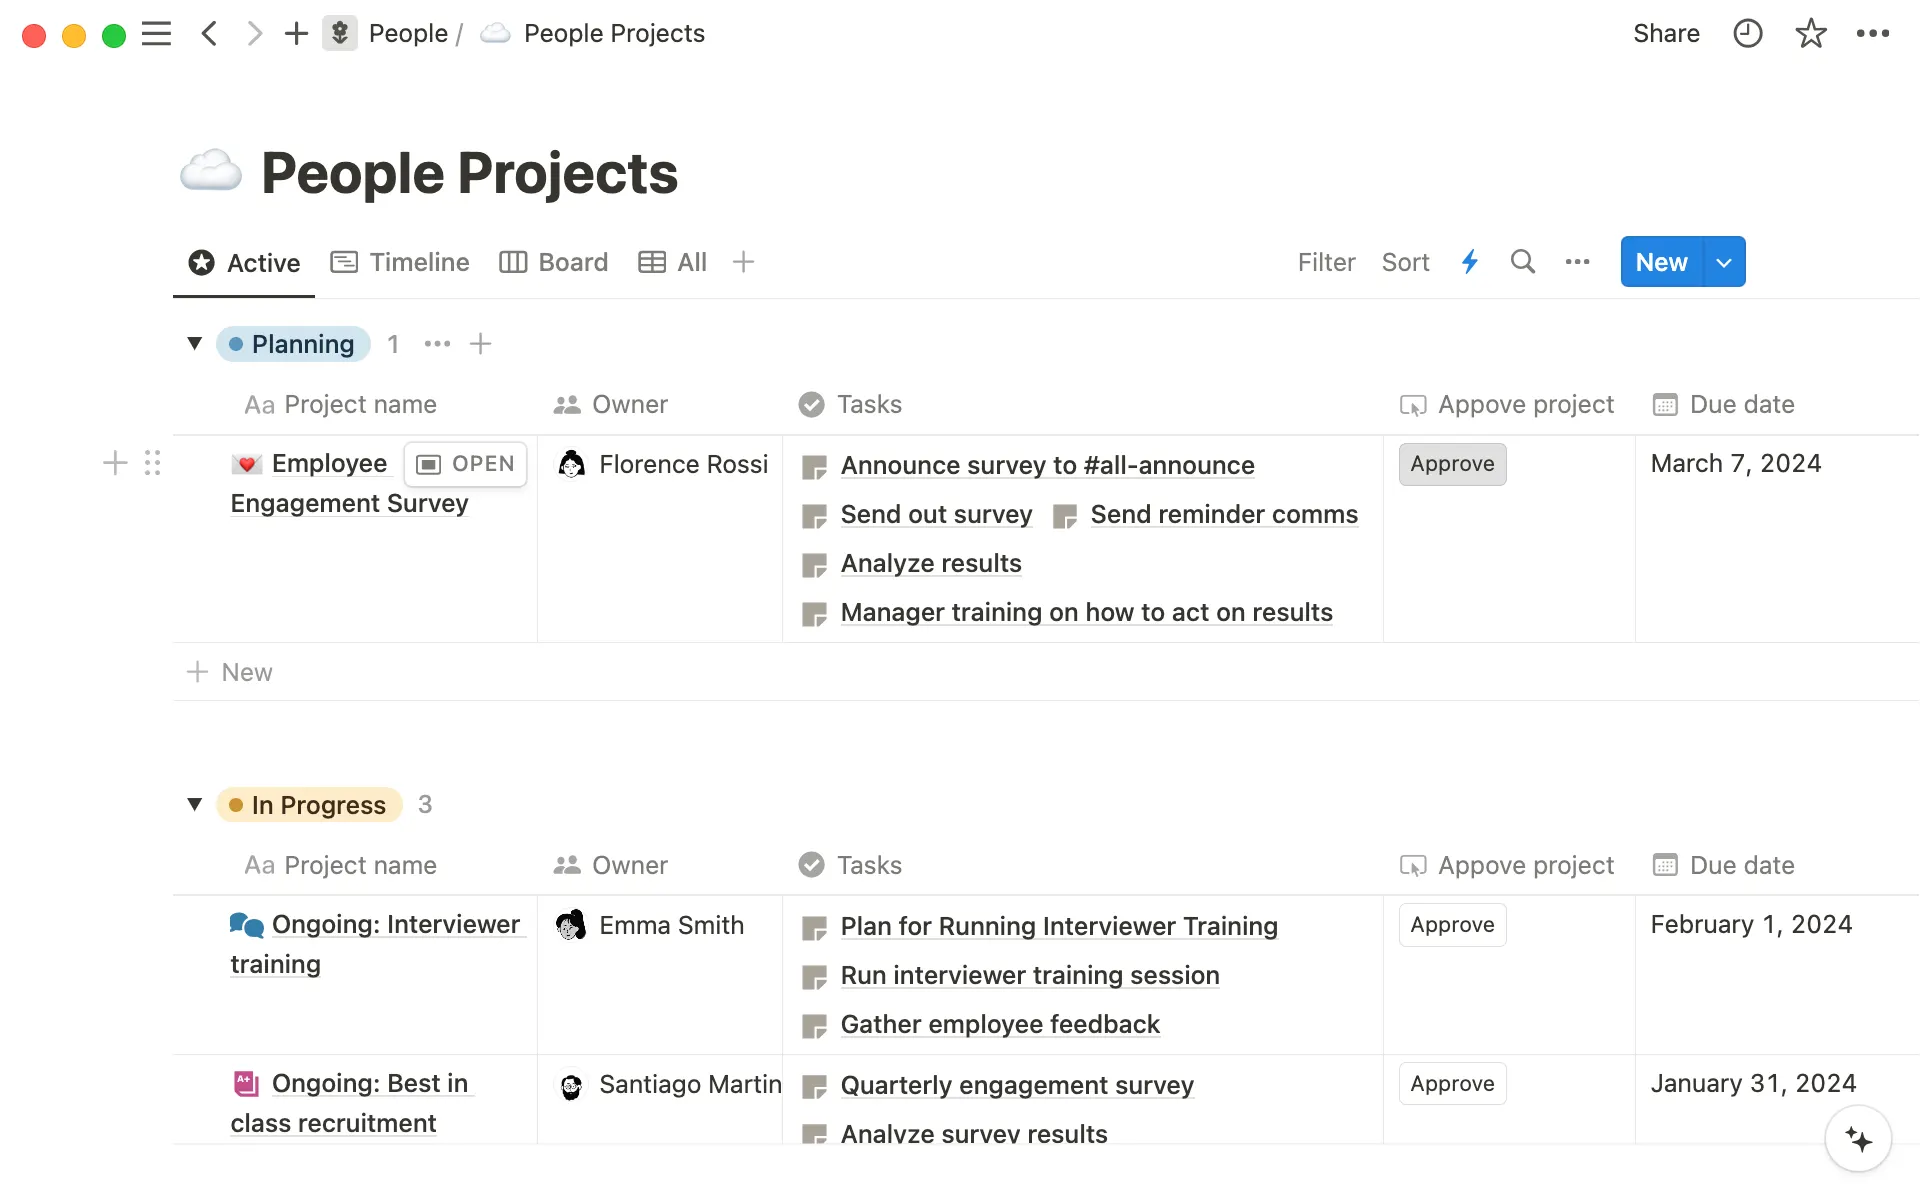 People / People Projects Share
People Projects
Active Timeline Board All Filter Sort New
Planning 1
Aa Project name Owner Tasks Appove project Due date
Employee OPEN Florence Rossi Announce survey to #all-announce Approve March 7, 2024
Engagement Survey Send out survey Send reminder comms
Analyze results
Manager training on how to act on results
New
In Progress 3
Aa Project name Owner Tasks Appove project Due date
Ongoing: Interviewer Emma Smith Plan for Running Interviewer Training Approve February 1, 2024
training Run interviewer training session
Gather employee feedback
A+ Ongoing: Best in Santiago Martin Quarterly engagement survey Approve January 31, 2024
class recruitment Analyze survey results